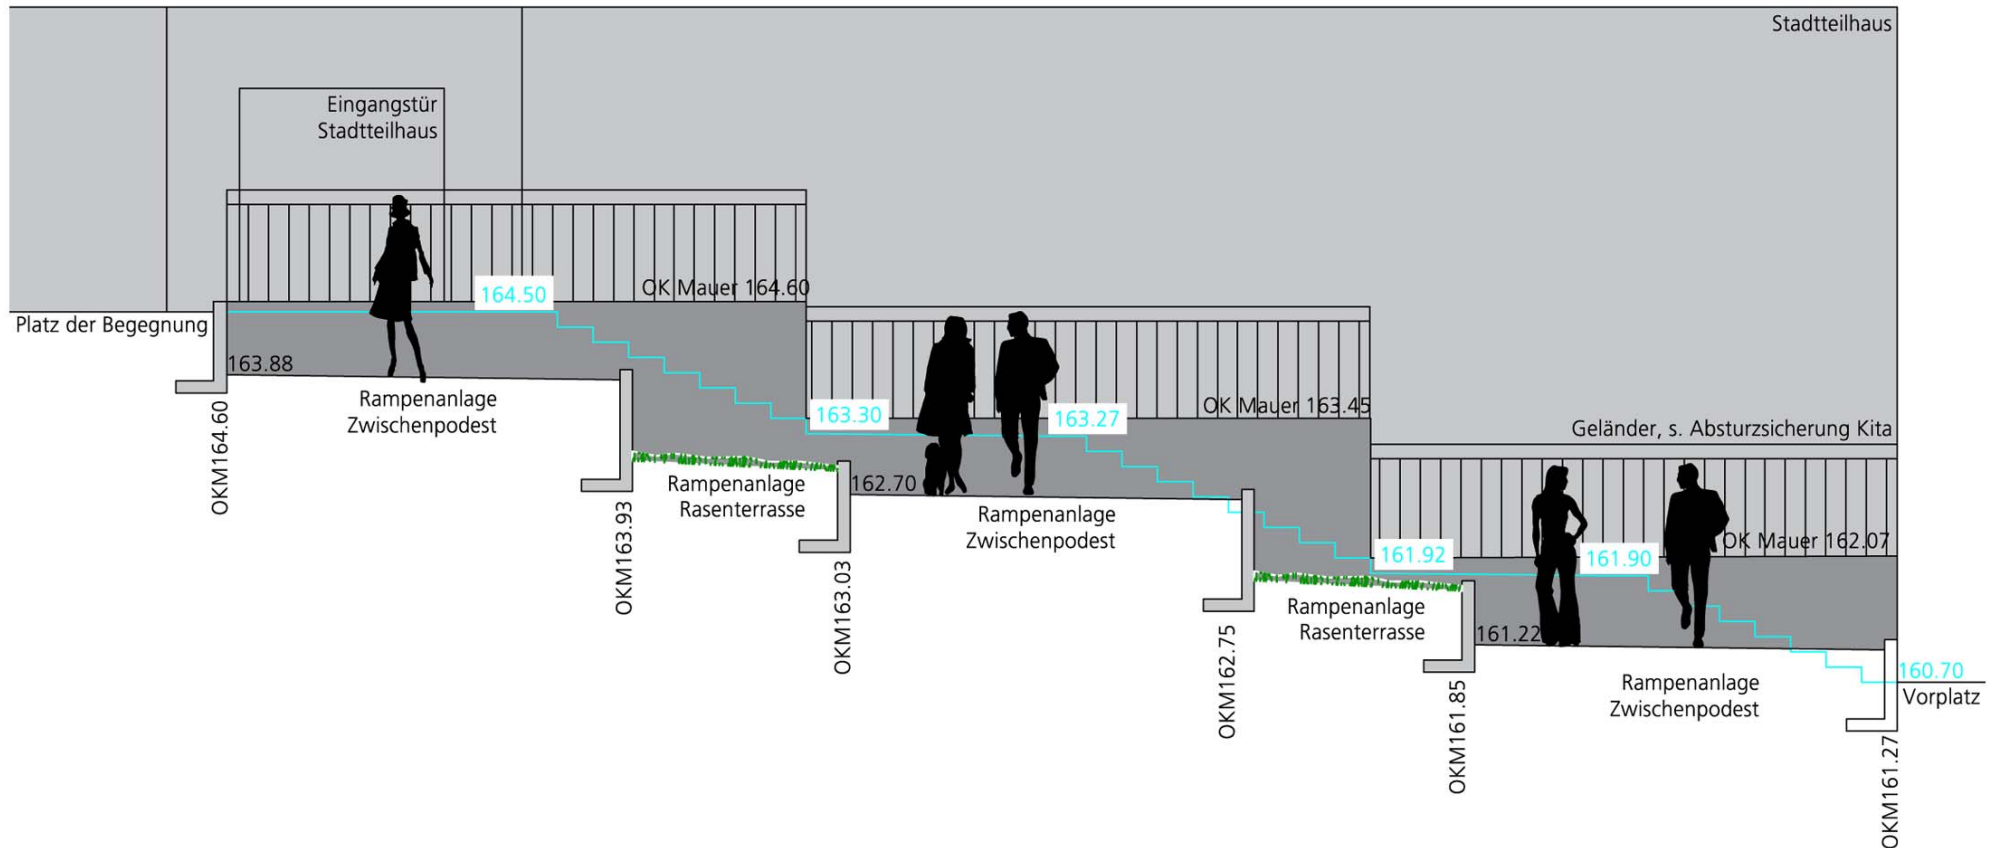 Stadtteilhaus
Eingangstür
Stadtteilhaus
164.50
OK Mauer 164.60
Platz der Begegnung
163.88
Rampenanlage
Zwischenpodest
OKM164.60
163.30
163.27
OK Mauer 163.45
Geländer, s. Absturzsicherung Kita
Rampenanlage
Rasenterrasse
OKM163.93
162.70
Rampenanlage
Zwischenpodest
OKM163.03
161.92
161.90
OK Mauer 162.07
Rampenanlage
Rasenterrasse
OKM162.75
161.22
Rampenanlage
Zwischenpodest
OKM161.85
160.70
Vorplatz
OKM161.27